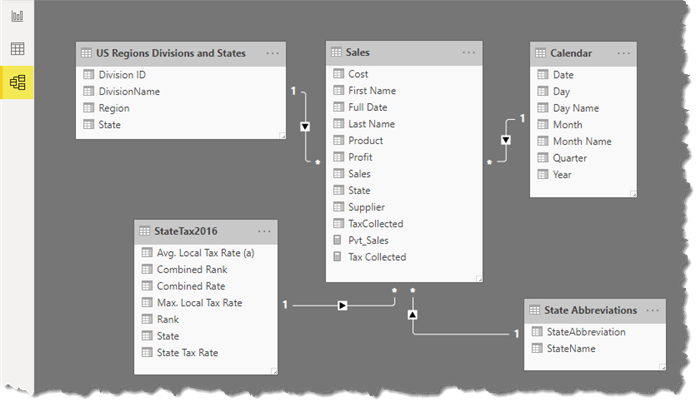 US Regions Divisions and States ...
Division ID
DivisionName
Region
State
1
*
Sales ...
Cost
First Name
Full Date
Last Name
Product
Profit
Sales
State
Supplier
TaxCollected
Pvt_Sales
Tax Collected
Calendar ...
Date
Day
Day Name
Month
Month Name
Quarter
Year
1
*
StateTax2016 ...
Avg. Local Tax Rate (a)
Combined Rank
Combined Rate
Max. Local Tax Rate
Rank
State
State Tax Rate
1
*
*
1
State Abbreviations ...
StateAbbreviation
StateName